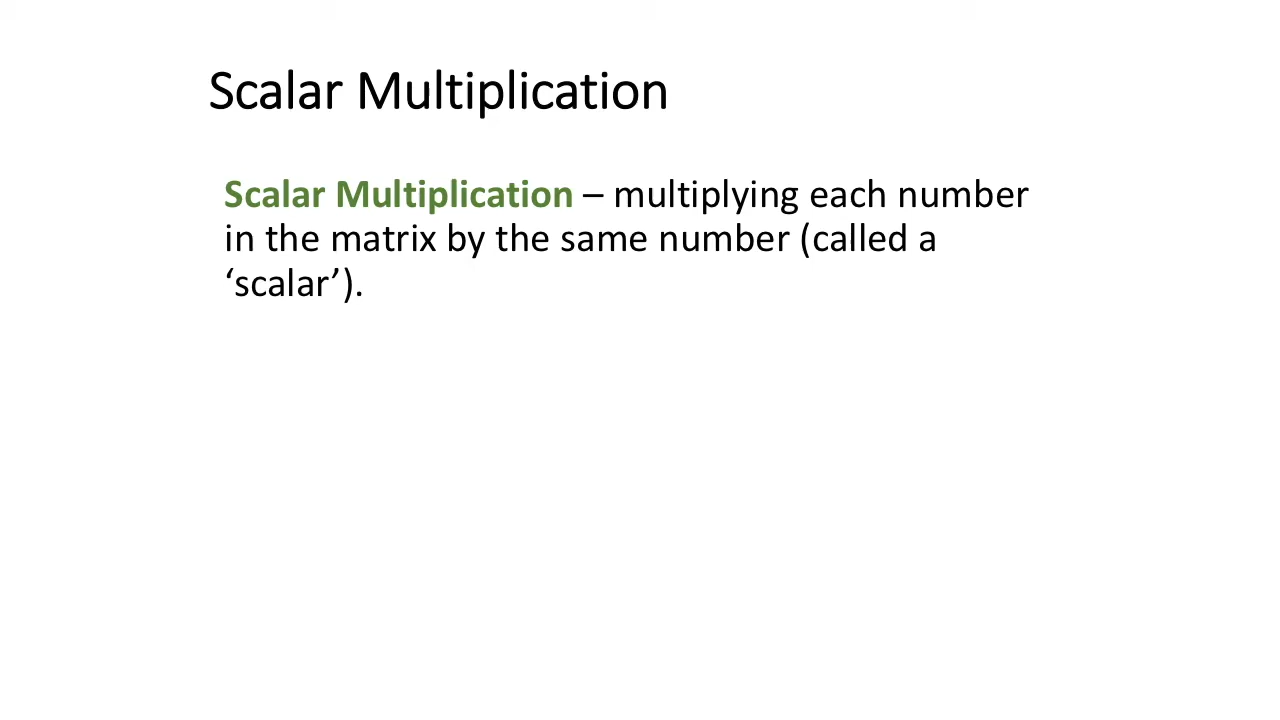 Scalar Multiplication
Scalar Multiplication – multiplying each number
in the matrix by the same number (called a
‘scalar’).